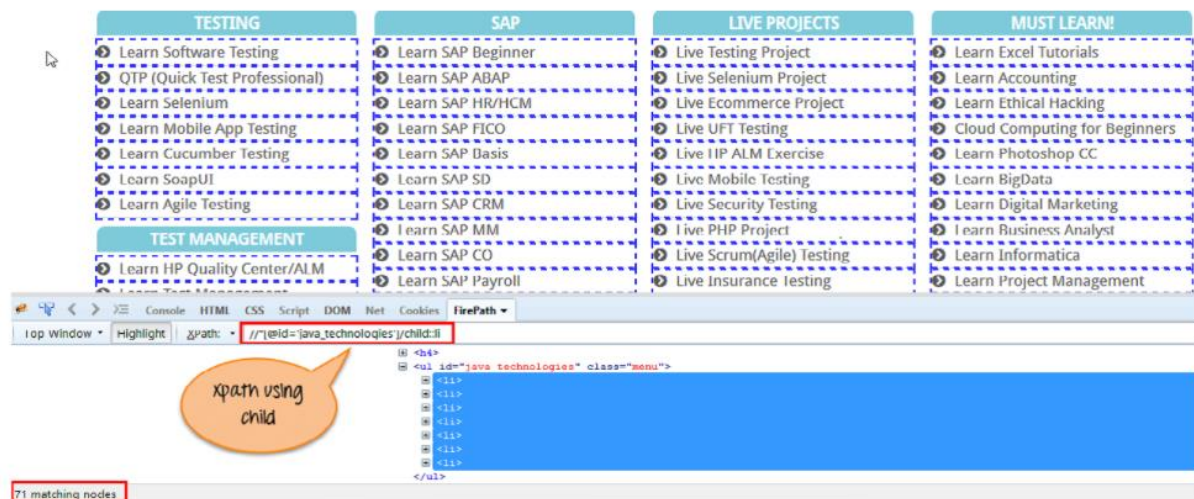 TESTING
Learn Software Testing
QTP (Quick Test Professional)
Learn Selenium
Learn Mobile App Testing
Learn Cucumber Testing
Learn SoapUI
Learn Agile Testing
TEST MANAGEMENT
Learn HP Quality Center/ALM
Learn Test Management
SAP
Learn SAP Beginner
Learn SAP ABAP
Learn SAP HR/HCM
Learn SAP FICO
Learn SAP Basis
Learn SAP SD
Learn SAP CRM
Learn SAP MM
Learn SAP CO
Learn SAP Payroll
LIVE PROJECTS
Live Testing Project
Live Selenium Project
Live Ecommerce Project
Live UFT Testing
Live HP ALM Exercise
Live Mobile Testing
Live Security Testing
Live PHP Project
Live Scrum(Agile) Testing
Live Insurance Testing
MUST LEARN!
Learn Excel Tutorials
Learn Accounting
Learn Ethical Hacking
Cloud Computing for Beginners
Learn Photoshop CC
Learn BigData
Learn Digital Marketing
Learn Business Analyst
Learn Informatica
Learn Project Management
Console HTML CSS Script DOM Net Cookies FirePath
Top Window Highlight XPath: //*[@id='java_technologies']/child::li
<h4>
<ul id="java_technologies" class="menu">
<li>
<li>
<li>
<li>
<li>
<li>
<li>
</ul>
xpath using
child
71 matching nodes